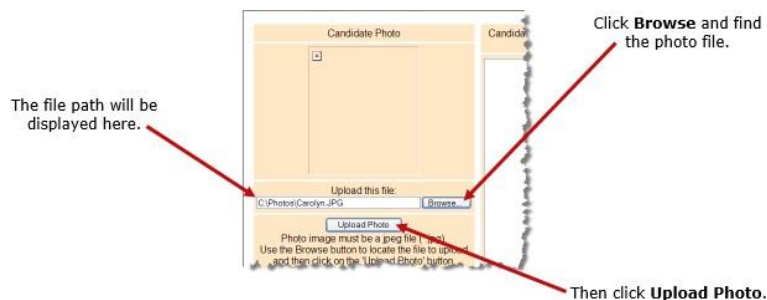 Click Browse and find
the photo file.
Candidate Photo
Candida
The file path will be
displayed here.
Upload this file:
C:\Photos\Carolyn.JPG
Browse...
Upload Photo
Photo image must be a jpeg file (*.jpg)
Use the Browse button to locate the file to upload
and then click on the 'Upload Photo' button.
Then click Upload Photo.